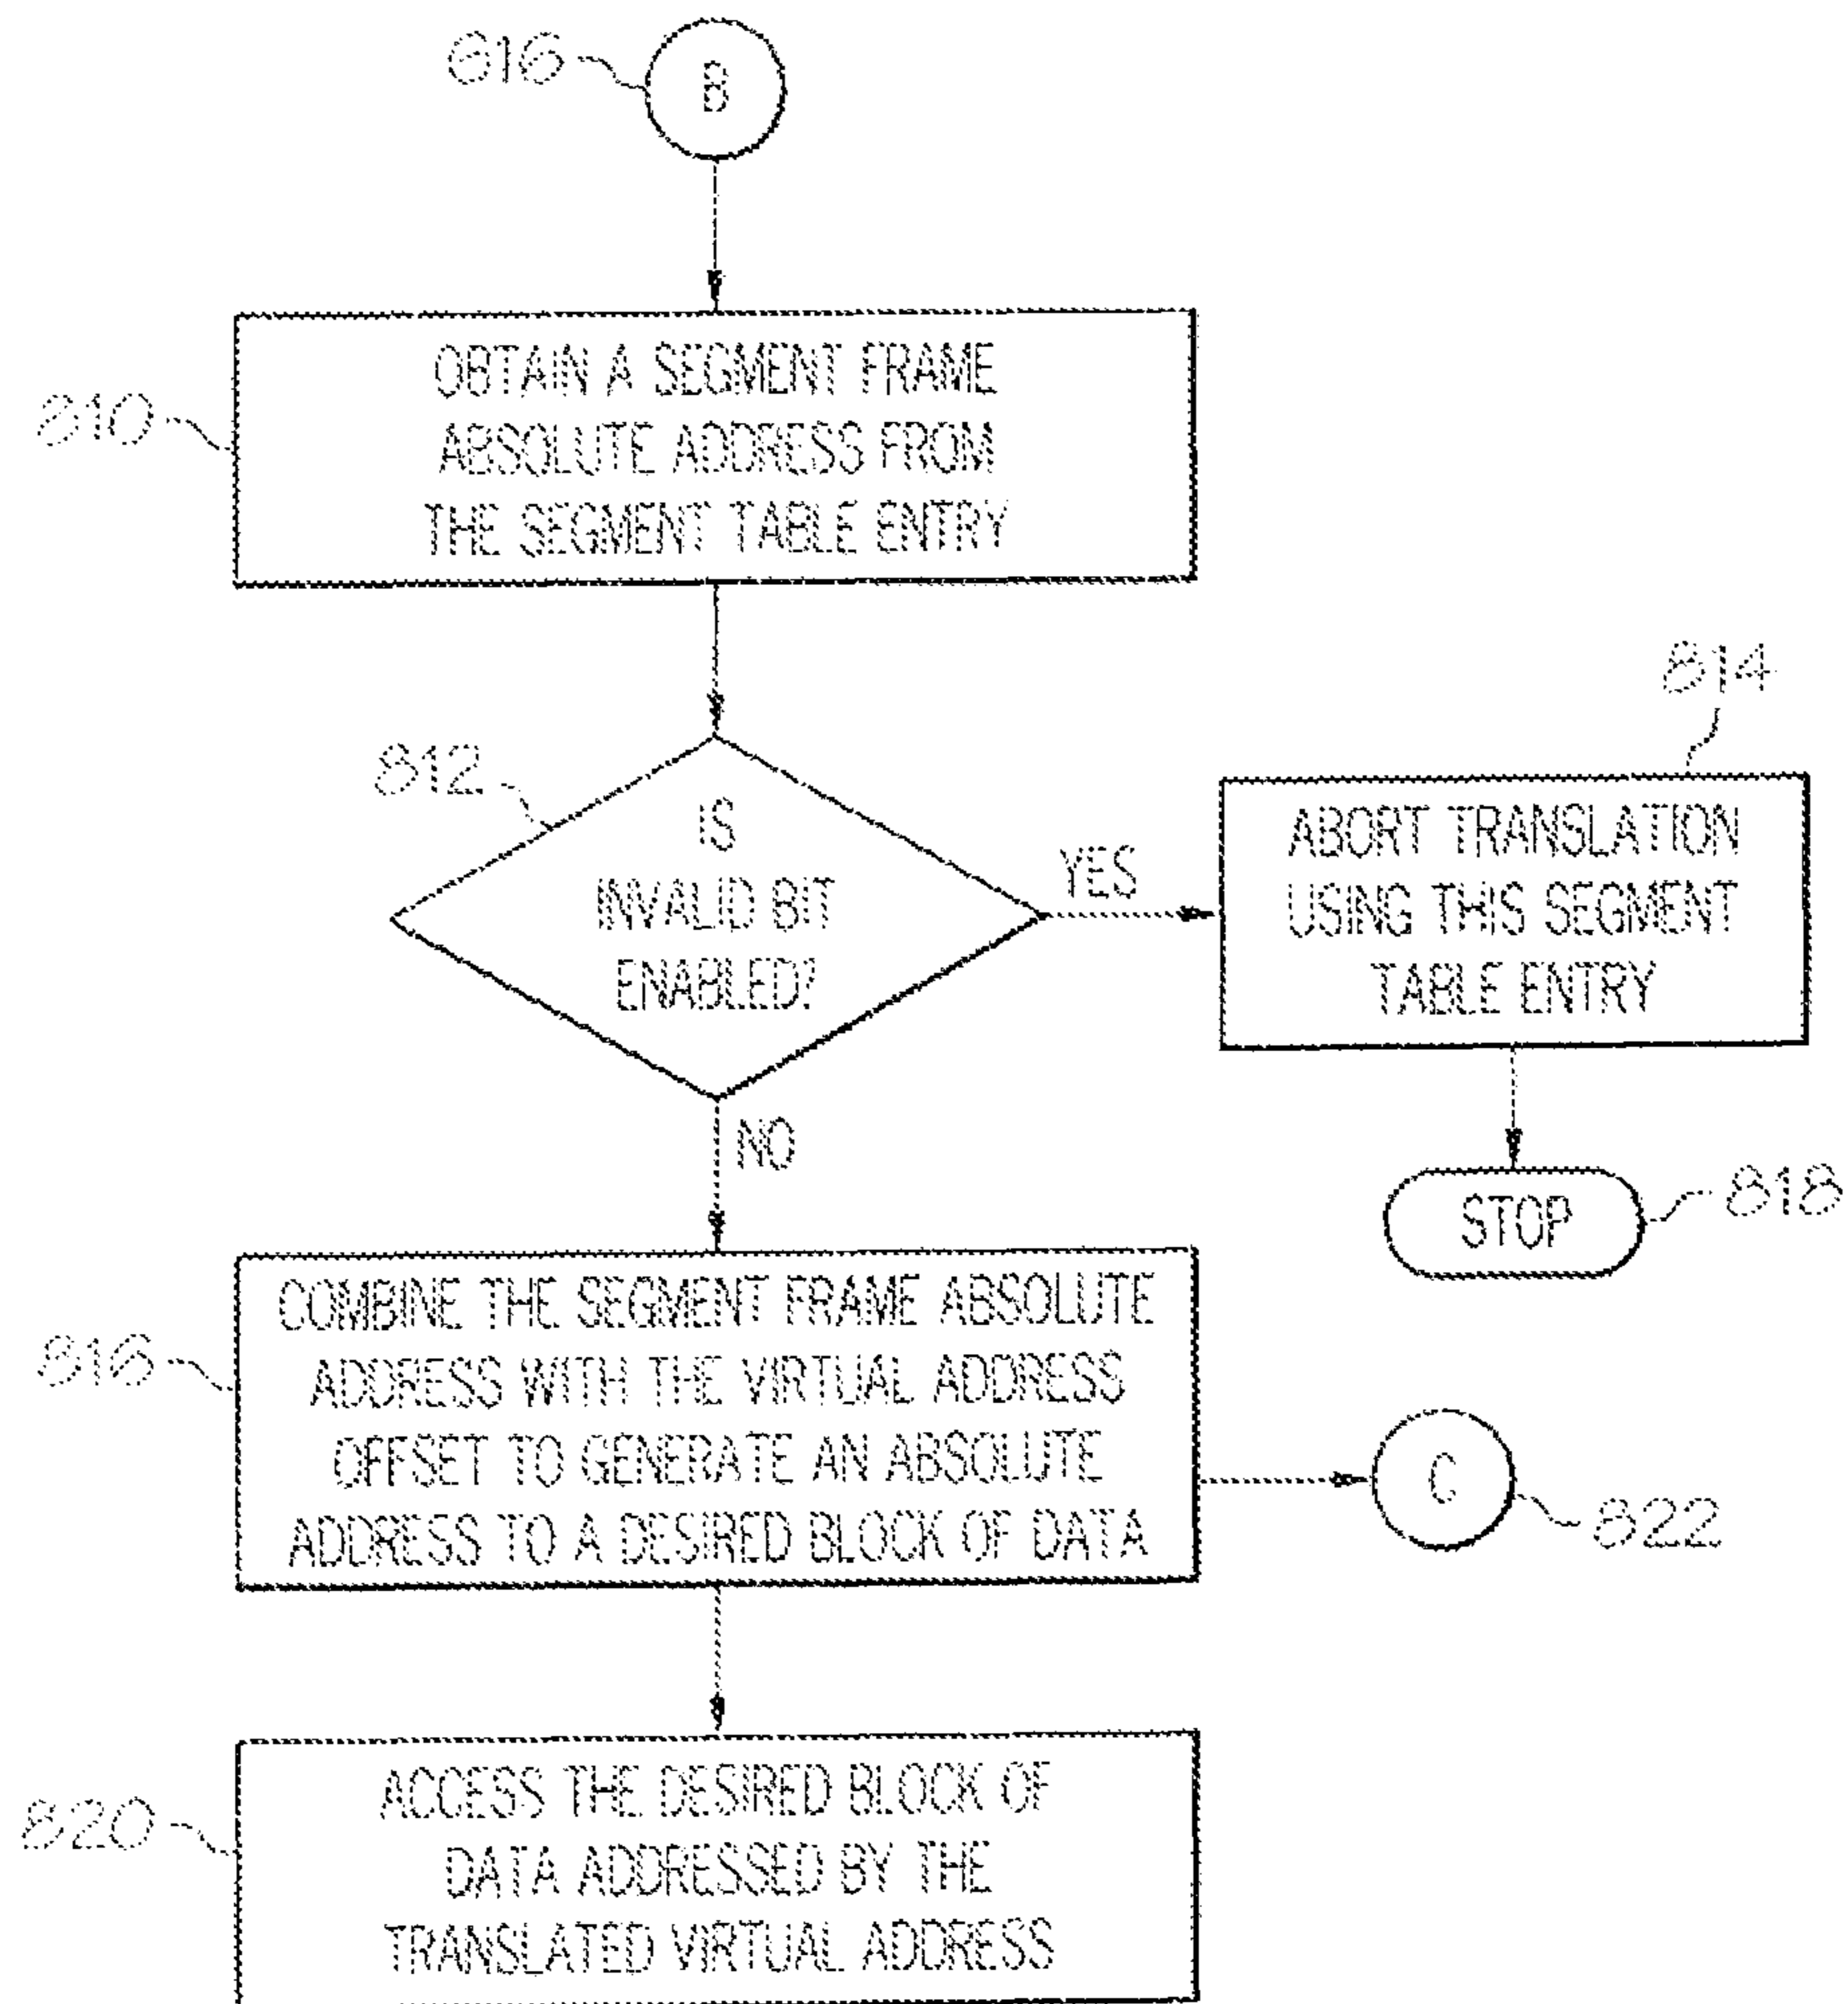 616
B
810
OBTAIN A SEGMENT FRAME
ABSOLUTE ADDRESS FROM
THE SEGMENT TABLE ENTRY
812
IS
INVALID BIT
ENABLED?
YES
814
ABORT TRANSLATION
USING THIS SEGMENT
TABLE ENTRY
NO
STOP
818
816
COMBINE THE SEGMENT FRAME ABSOLUTE
ADDRESS WITH THE VIRTUAL ADDRESS
OFFSET TO GENERATE AN ABSOLUTE
ADDRESS TO A DESIRED BLOCK OF DATA
C
822
820
ACCESS THE DESIRED BLOCK OF
DATA ADDRESSED BY THE
TRANSLATED VIRTUAL ADDRESS